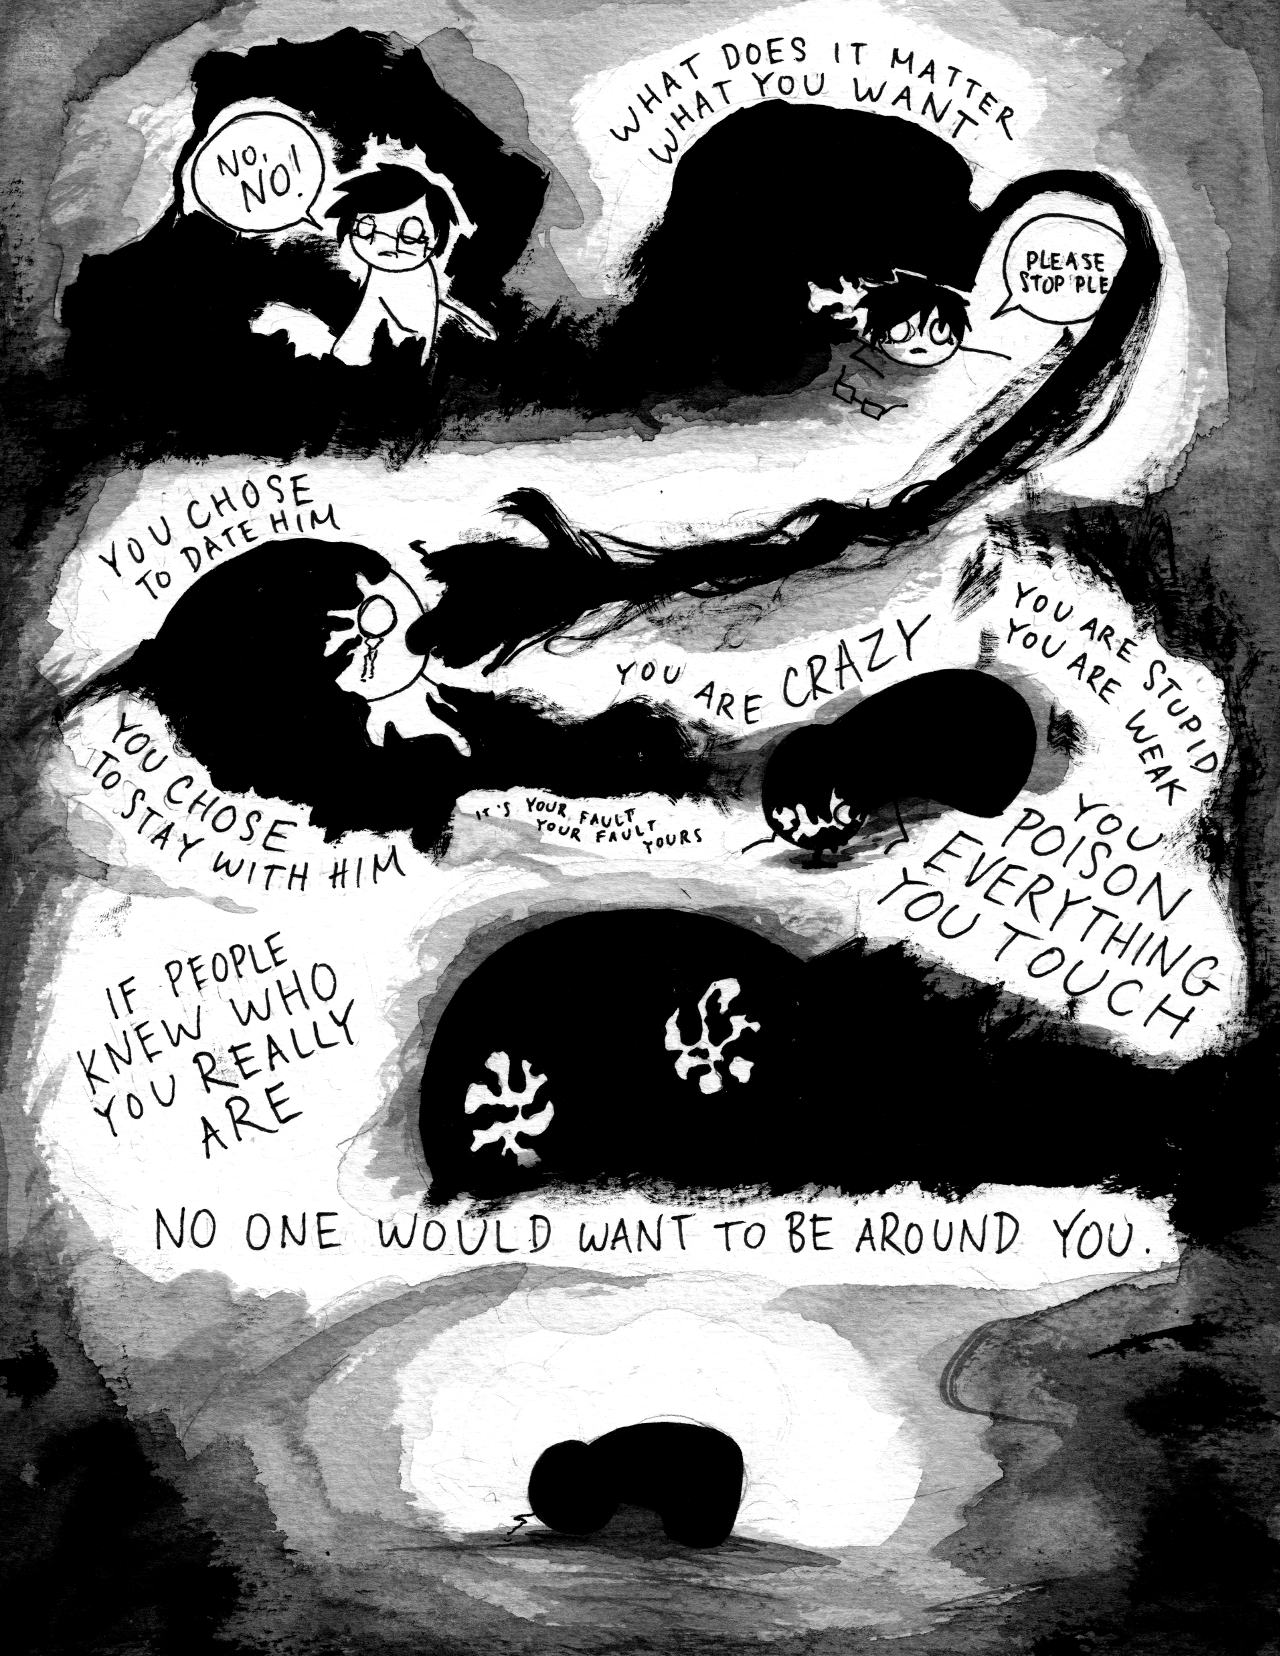 NO,
NO!
WHAT DOES IT MATTER
WHAT YOU WANT
PLEASE
STOP PLE
YOU CHOSE
TO DATE HIM
YOU ARE CRAZY
YOU ARE STUPID
YOU ARE WEAK
YOU CHOSE
TO STAY WITH HIM
IT'S YOUR FAULT
YOUR FAULT
YOURS
YOU
POISON
EVERYTHING
YOU TOUCH
IF PEOPLE
KNEW WHO
YOU REALLY
ARE
NO ONE WOULD WANT TO BE AROUND YOU.